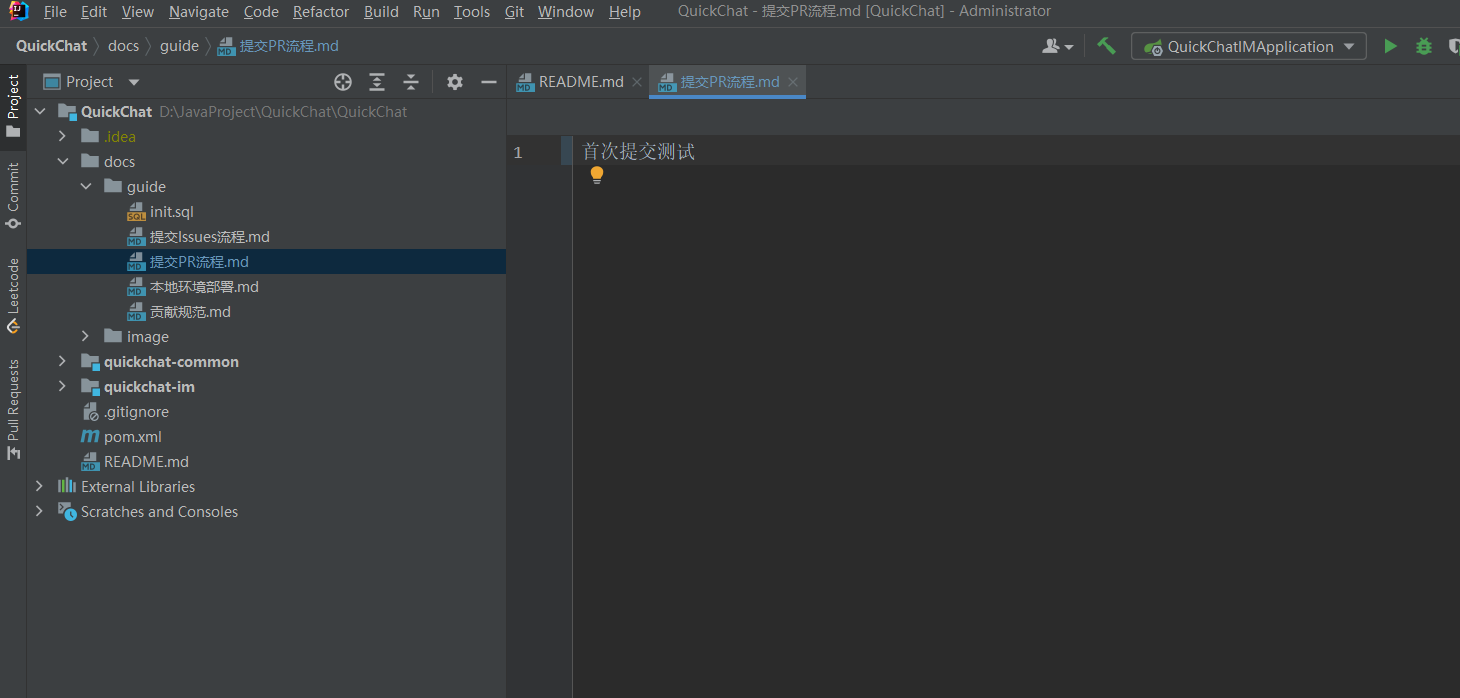 File Edit View Navigate Code Refactor Build Run Tools Git Window Help QuickChat - 提交PR流程.md [QuickChat] - Administrator
QuickChat docs guide 提交PR流程.md QuickChatIMApplication
Project
Commit
Leetcode
Pull Requests
Project
QuickChat D:\JavaProject\QuickChat\QuickChat
.idea
docs
guide
init.sql
提交Issues流程.md
提交PR流程.md
本地环境部署.md
贡献规范.md
image
quickchat-common
quickchat-im
.gitignore
pom.xml
README.md
External Libraries
Scratches and Consoles
README.md 提交PR流程.md
1 首次提交测试